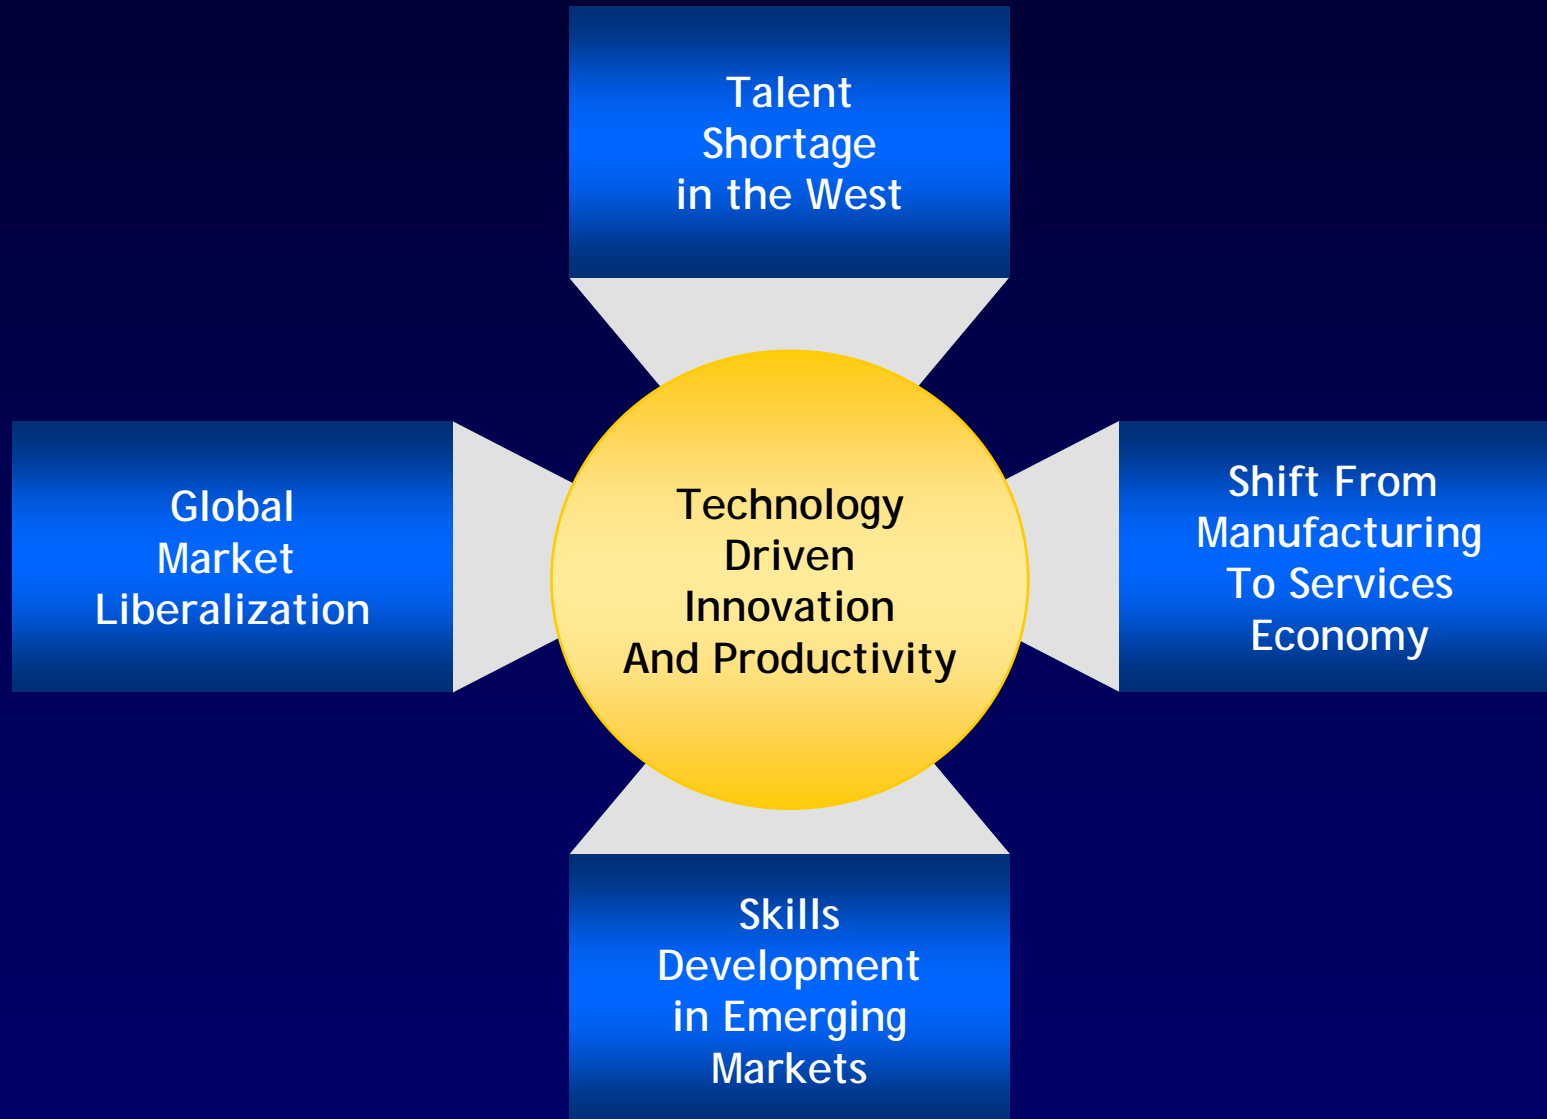 Talent
Shortage
in the West
Global
Market
Liberalization
Technology
Driven
Innovation
And Productivity
Shift From
Manufacturing
To Services
Economy
Skills
Development
in Emerging
Markets